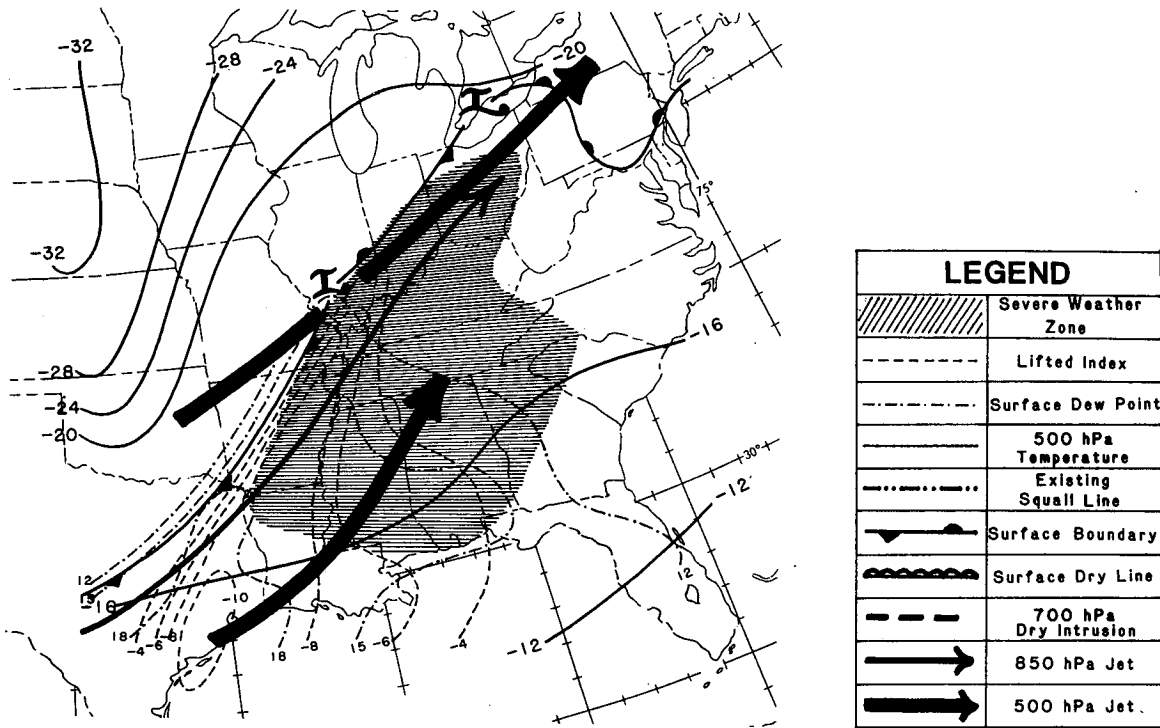 -32
-28
-24
-20
L
L
75°
-32
-16
-28
-24
-20
30°
-12
12
12
15
-16
-10
18
-4
-6
-8
18
-8
15
-6
-4
-12
LEGEND
Severe Weather
Zone
Lifted Index
Surface Dew Point
500 hPa
Temperature
Existing
Squall Line
Surface Boundary
Surface Dry Line
700 hPa
Dry Intrusion
850 hPa Jet
500 hPa Jet